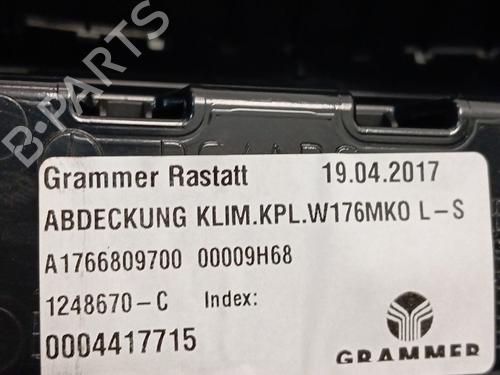 B-PARTS
Grammer Rastatt 19.04.2017
ABDECKUNG KLIM.KPL.W176MKO L-S
A1766809700 00009H68
1248670-C Index:
0004417715
GRAMMER